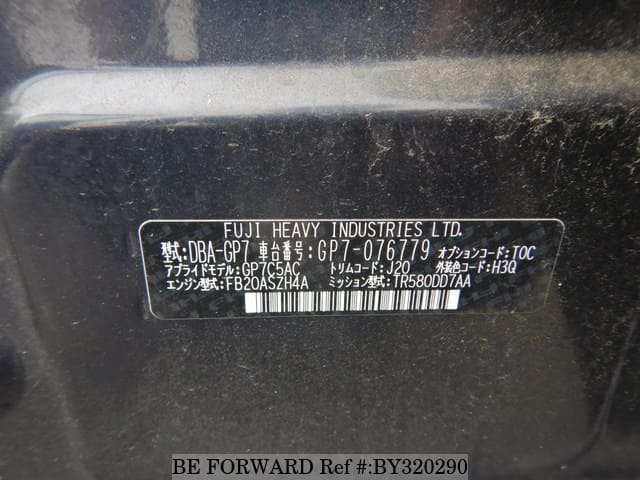 FUJI HEAVY INDUSTRIES LTD.
型式:DBA-GP7 車台番号:GP7-076779 オプションコード:TOC
7プライドモデル:GP7C5AC トリムコード:J20 外装色コード:H3Q
エンジン型式:FB20ASZH4A ミッション型式:TR580DD7AA
BE FORWARD Ref #:BY320290